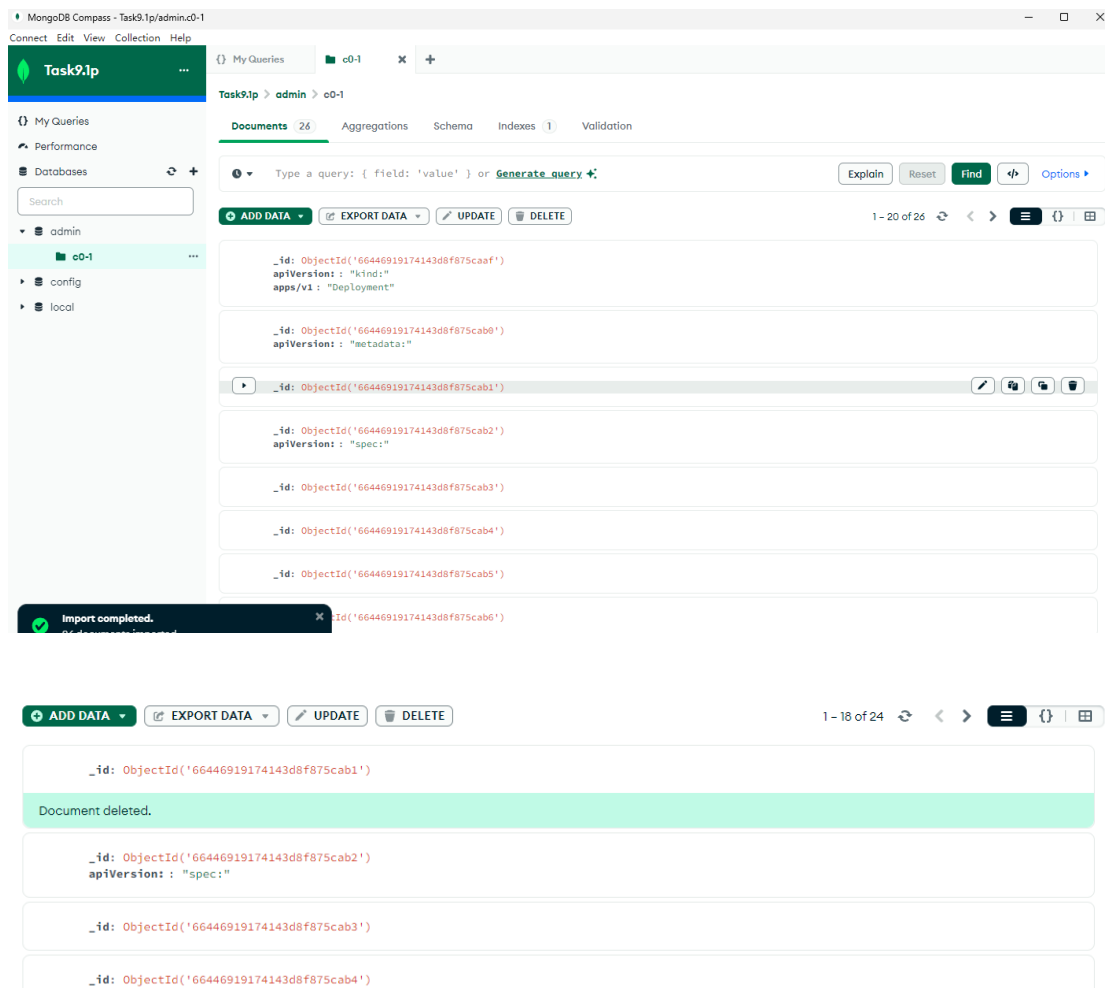 MongoDB Compass - Task9.1p/admin.c0-1
Connect Edit View Collection Help
Task9.1p
{} My Queries
c0-1
Task9.1p > admin > c0-1
My Queries
Performance
Databases
Search
admin
c0-1
config
local
Documents 26 Aggregations Schema Indexes 1 Validation
Type a query: { field: 'value' } or Generate query
Explain Reset Find </> Options
ADD DATA EXPORT DATA UPDATE DELETE 1 – 20 of 26 {}
_id: ObjectId('66446919174143d8f875caaf')
apiVersion: : "kind:"
apps/v1 : "Deployment"
_id: ObjectId('66446919174143d8f875cab0')
apiVersion: : "metadata:"
_id: ObjectId('66446919174143d8f875cab1')
_id: ObjectId('66446919174143d8f875cab2')
apiVersion: : "spec:"
_id: ObjectId('66446919174143d8f875cab3')
_id: ObjectId('66446919174143d8f875cab4')
_id: ObjectId('66446919174143d8f875cab5')
Id('66446919174143d8f875cab6')
Import completed.
26 documents imported
ADD DATA EXPORT DATA UPDATE DELETE 1 – 18 of 24 {}
_id: ObjectId('66446919174143d8f875cab1')
Document deleted.
_id: ObjectId('66446919174143d8f875cab2')
apiVersion: : "spec:"
_id: ObjectId('66446919174143d8f875cab3')
_id: ObjectId('66446919174143d8f875cab4')